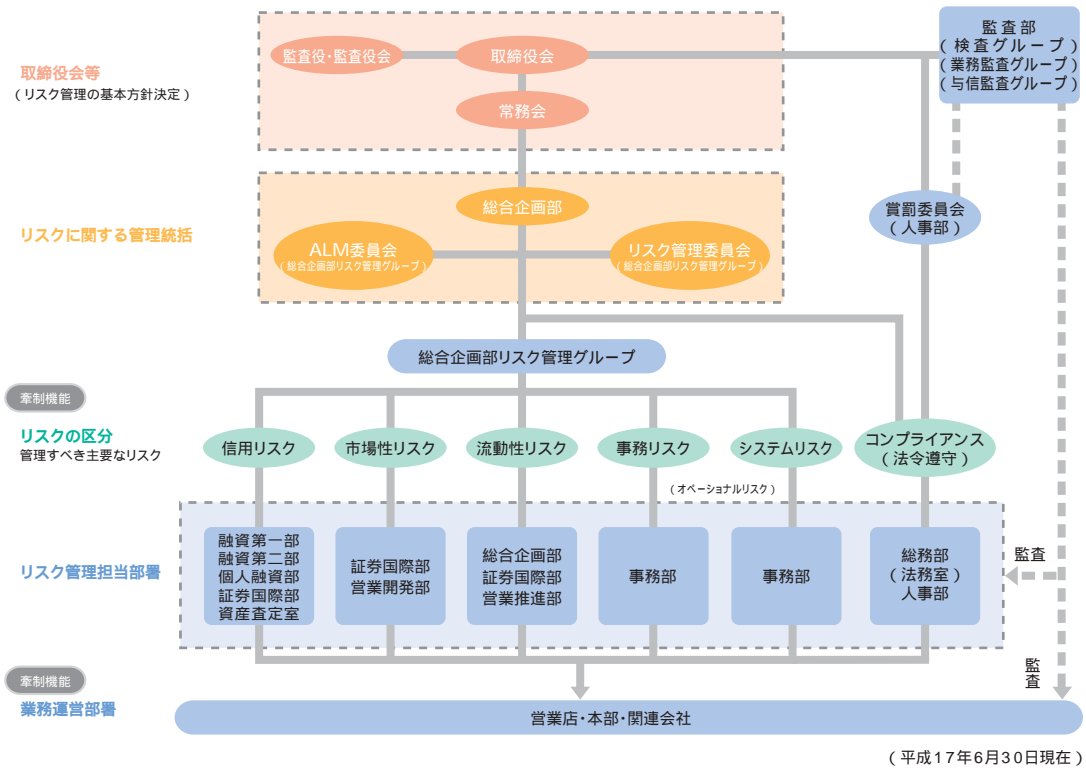 監査部
(検査グループ)
(業務監査グループ)
(与信監査グループ)
監査役・監査役会
取締役会
取締役会等
(リスク管理の基本方針決定)
常務会
総合企画部
賞罰委員会
(人事部)
リスクに関する管理統括
ALM委員会
(総合企画部リスク管理グループ)
リスク管理委員会
(総合企画部リスク管理グループ)
総合企画部リスク管理グループ
牽制機能
リスクの区分
管理すべき主要なリスク
信用リスク
市場性リスク
流動性リスク
事務リスク
システムリスク
コンプライアンス
(法令遵守)
(オペーショナルリスク)
リスク管理担当部署
融資第一部
融資第二部
個人融資部
証券国際部
資産査定室
証券国際部
営業開発部
総合企画部
証券国際部
営業推進部
事務部
事務部
総務部
(法務室)
人事部
監査
監査
牽制機能
業務運営部署
営業店・本部・関連会社
(平成17年6月30日現在)